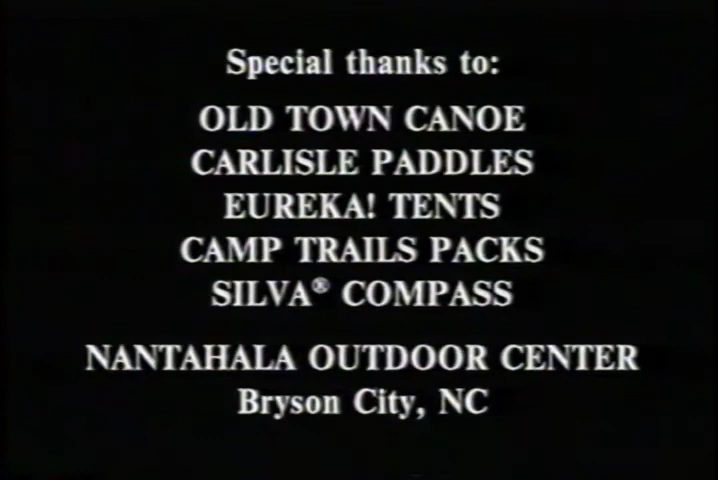 Special thanks to:
OLD TOWN CANOE
CARLISLE PADDLES
EUREKA! TENTS
CAMP TRAILS PACKS
SILVA® COMPASS
NANTAHALA OUTDOOR CENTER
Bryson City, NC